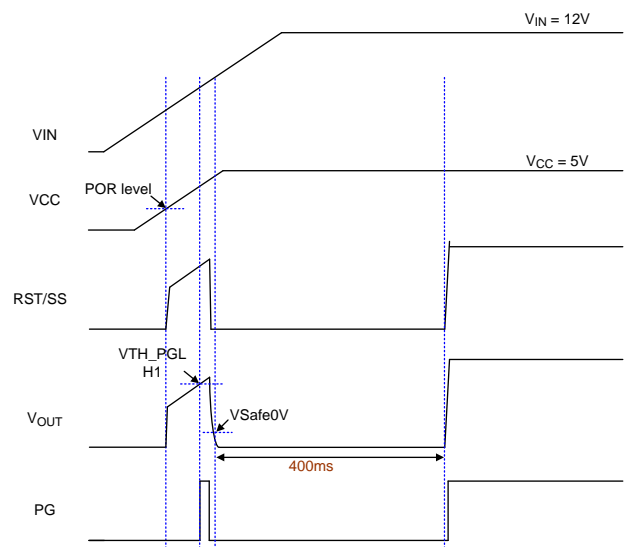 VIN = 12V
VIN
VCC = 5V
POR level
VCC
RST/SS
VTH_PGL
H1
VSafe0V
VOUT
400ms
PG